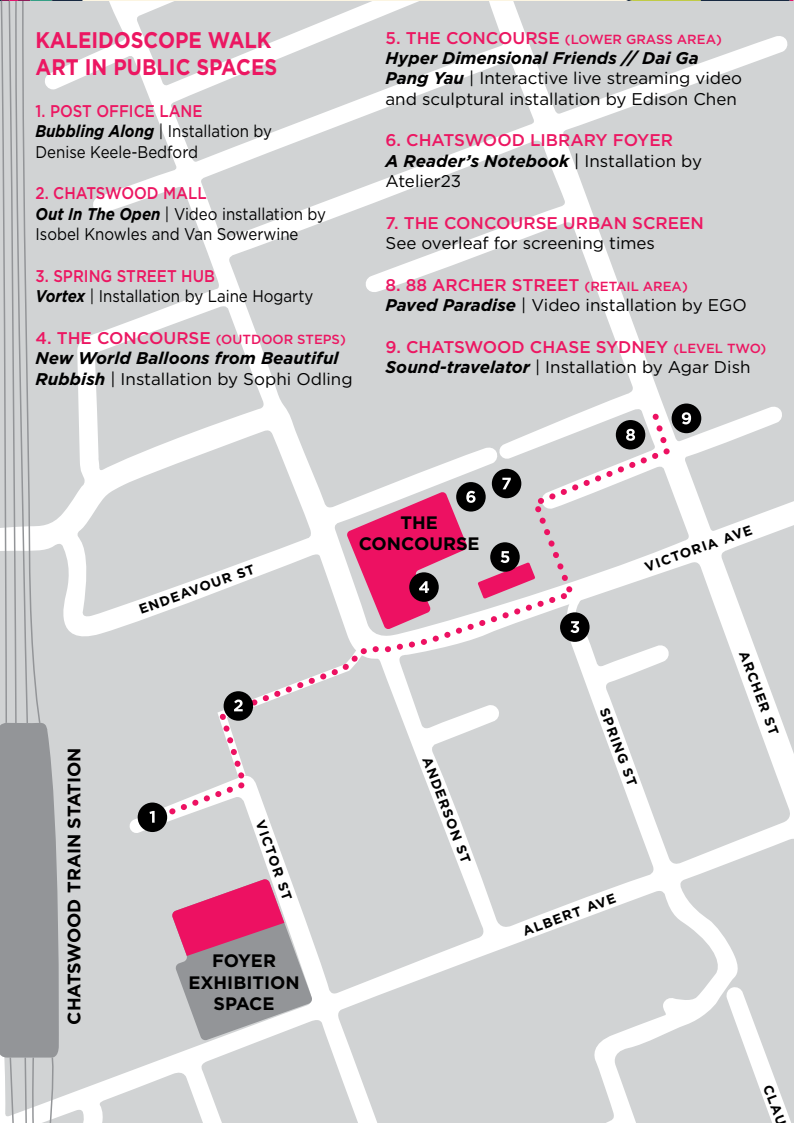 KALEIDOSCOPE WALK
ART IN PUBLIC SPACES
1. POST OFFICE LANE
Bubbling Along | Installation by
Denise Keele-Bedford
2. CHATSWOOD MALL
Out In The Open | Video installation by
Isobel Knowles and Van Sowerwine
3. SPRING STREET HUB
Vortex | Installation by Laine Hogarty
4. THE CONCOURSE (OUTDOOR STEPS)
New World Balloons from Beautiful
Rubbish | Installation by Sophi Odling
5. THE CONCOURSE (LOWER GRASS AREA)
Hyper Dimensional Friends // Dai Ga
Pang Yau | Interactive live streaming video
and sculptural installation by Edison Chen
6. CHATSWOOD LIBRARY FOYER
A Reader's Notebook | Installation by
Atelier23
7. THE CONCOURSE URBAN SCREEN
See overleaf for screening times
8. 88 ARCHER STREET (RETAIL AREA)
Paved Paradise | Video installation by EGO
9. CHATSWOOD CHASE SYDNEY (LEVEL TWO)
Sound-travelator | Installation by Agar Dish
9
8
7
6
THE
CONCOURSE
5
4
VICTORIA AVE
ENDEAVOUR ST
3
2
ARCHER ST
SPRING ST
ANDERSON ST
1
VICTOR ST
CHATSWOOD TRAIN STATION
ALBERT AVE
FOYER
EXHIBITION
SPACE
CLAU